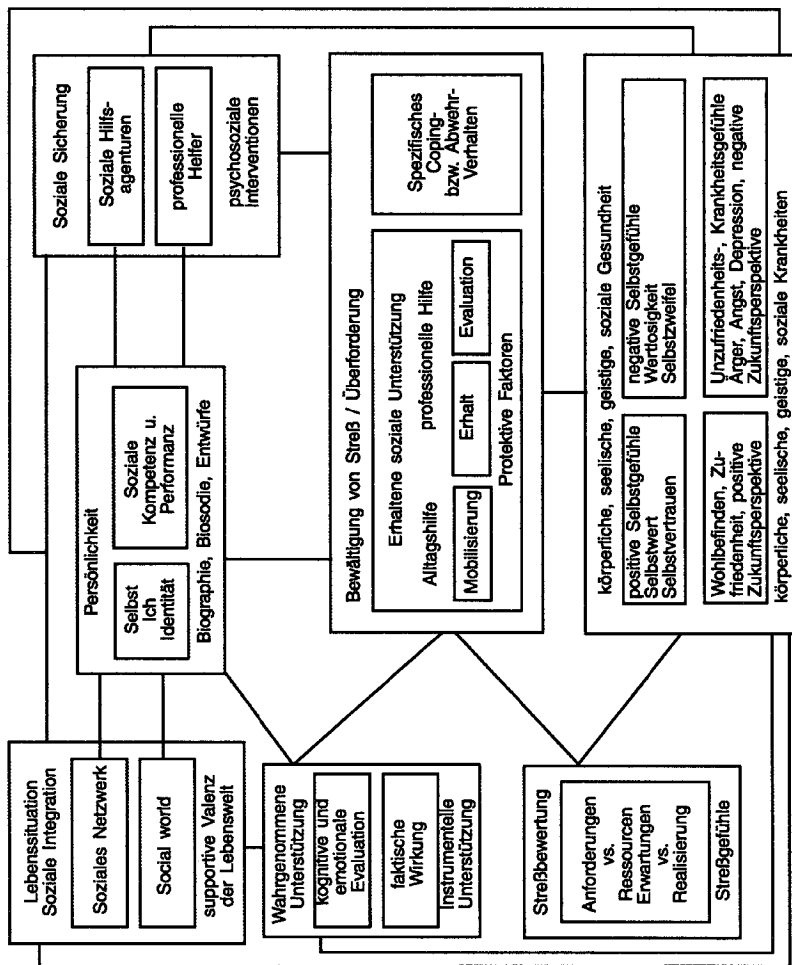 Lebenssituation
Soziale Integration
Soziales Netzwerk
Social world
supportive Valenz
der Lebenswelt
Persönlichkeit
Selbst
Ich
Identität
Soziale
Kompetenz u.
Performanz
Biographie, Biosodie, Entwürfe
Soziale Sicherung
Soziale Hilfs-
agenturen
professionelle
Helfer
psychosoziale
Interventionen
Wahrgenommene
Unterstützung
kognitive und
emotionale
Evaluation
faktische
Wirkung
Instrumentelle
Unterstützung
Bewältigung von Streß / Überforderung
Erhaltene soziale Unterstützung
Alltagshilfe professionelle Hilfe
Mobilisierung
Erhalt
Evaluation
Protektive Faktoren
Spezifisches
Coping-
bzw. Abwehr-
Verhalten
Streßbewertung
Anforderungen
vs.
Ressourcen
Erwartungen
vs.
Realisierung
Streßgefühle
körperliche, seelische, geistige, soziale Gesundheit
positive Selbstgefühle
Selbstwert
Selbstvertrauen
negative Selbstgefühle
Wertlosigkeit
Selbstzweifel
Wohlbefinden, Zu-
friedenheit, positive
Zukunftsperspektive
Unzufriedenheits-, Krankheitsgefühle
Ärger, Angst, Depression, negative
Zukunftsperspektive
körperliche, seelische, geistige, soziale Krankheiten